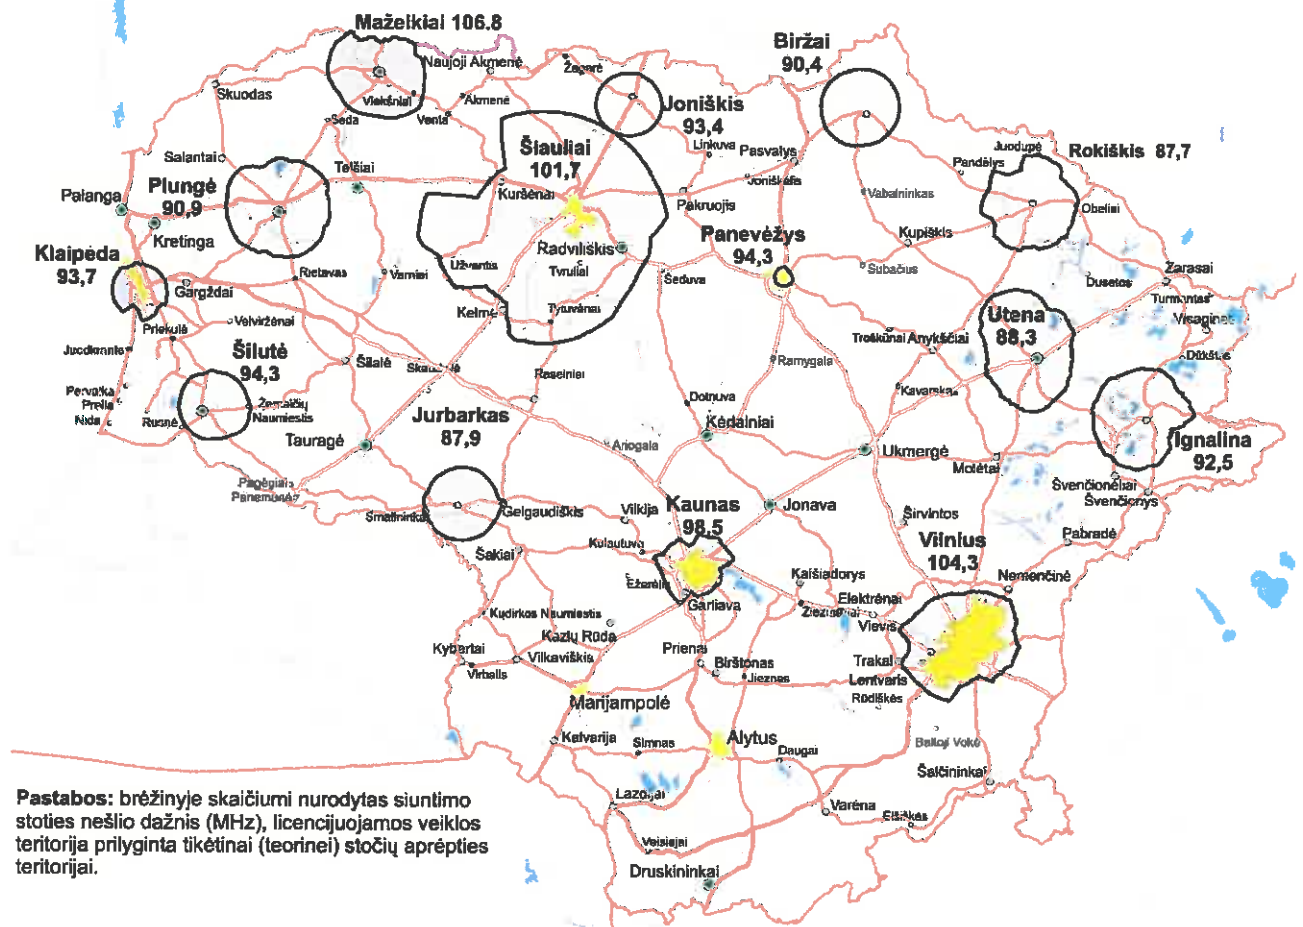 Mažeikiai 106.8
Biržai
90,4
Naujoji Akmenė
Žagarė
Skuodas
Viekšniai
Akmenė
Venta
Seda
Joniškis
93,4
Linkuva
Pasvalys
Joniškėlis
Šiauliai
101,7
Juodupė
Rokiškis 87,7
Pandėlys
Salantai
Telšiai
Plungė
90,9
Kuršėnai
Vabalninkas
Palanga
Pakruojis
Obeliai
Kretinga
Kupiškis
Panevėžys
94,3
Radviliškis
Klaipėda
93,7
Užventis
Tyruliai
Subačius
Rietavas
Varniai
Šeduva
Zarasai
Gargždai
Dusetos
Turmantas
Tytuvėnai
Kelmė
Visaginas
Utena
88,3
Priekulė
Veiviržėnai
Troškūnai
Anykščiai
Juodkrantė
Šilutė
94,3
Šilalė
Ramygala
Dūkštas
Raseiniai
Pervalka
Preila
Nida
Rusnė
Žemaičių
Naumiestis
Dotnuva
Kavarskas
Jurbarkas
87,9
Kėdainiai
Tauragė
Ariogala
Ukmergė
Molėtai
Ignalina
92,5
Švenčionėliai
Švenčionys
Pagėgiai
Panemunė
Smalininkai
Gelgaudiškis
Vilkija
Kaunas
98,5
Jonava
Širvintos
Vilnius
104,3
Pabradė
Kulautuva
Šakiai
Ežerėlis
Kaišiadorys
Nemenčinė
Garliava
Žiežmariai
Elektrėnai
Vievis
Kudirkos Naumiestis
Kazlų Rūda
Kybartai
Virbalis
Vilkaviškis
Prienai
Birštonas
Jieznas
Trakai
Lentvaris
Rūdiškės
Marijampolė
Kalvarija
Simnas
Alytus
Daugai
Baltoji Vokė
Šalčininkai
Lazdijai
Varėna
Eišiškės
Veisiejai
Druskininkai
Pastabos: brėžinyje skaičiumi nurodytas siuntimo
stoties nešlio dažnis (MHz), licencijuojamos veiklos
teritorija prilyginta tikėtinai (teorinei) stočių aprėpties
teritorijai.